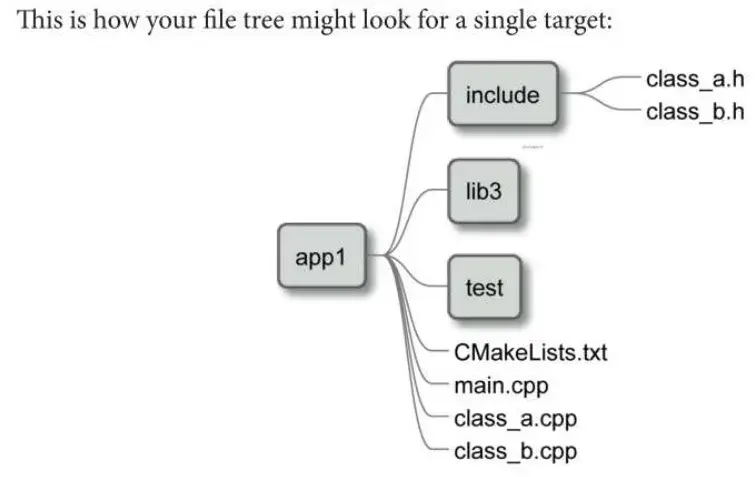 This is how your file tree might look for a single target:
include
class_a.h
class_b.h
lib3
app1
test
CMakeLists.txt
main.cpp
class_a.cpp
class_b.cpp